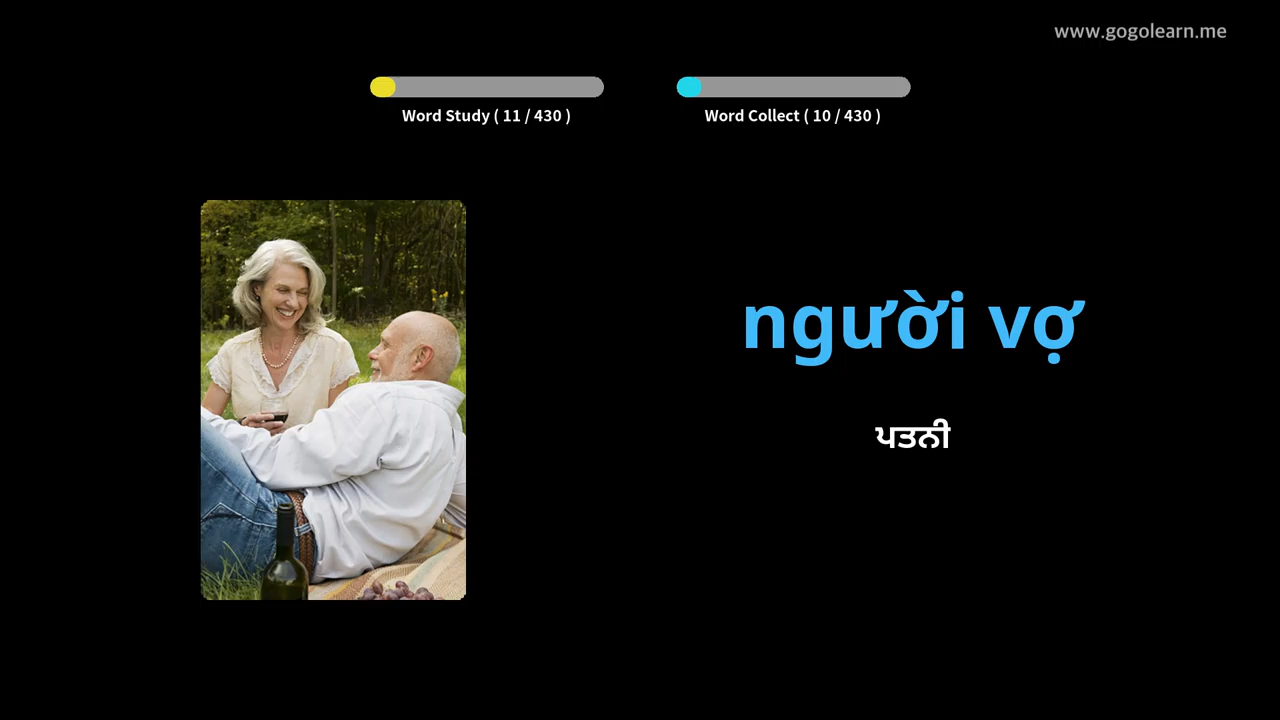 www.gogolearn.me
Word Study ( 11 / 430 )
Word Collect ( 10 / 430 )
người vợ
ਪਤਨੀ